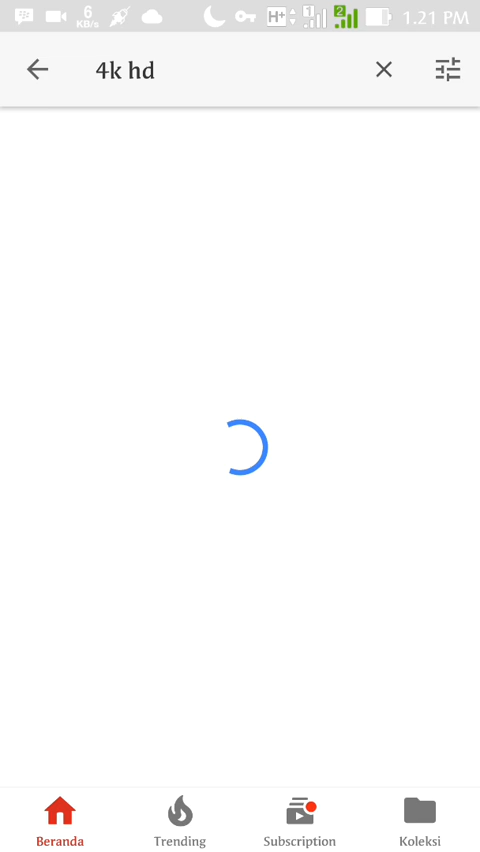 6
KB/s
H+
1
2
1.21 PM
4k hd
Beranda
Trending
Subscription
Koleksi